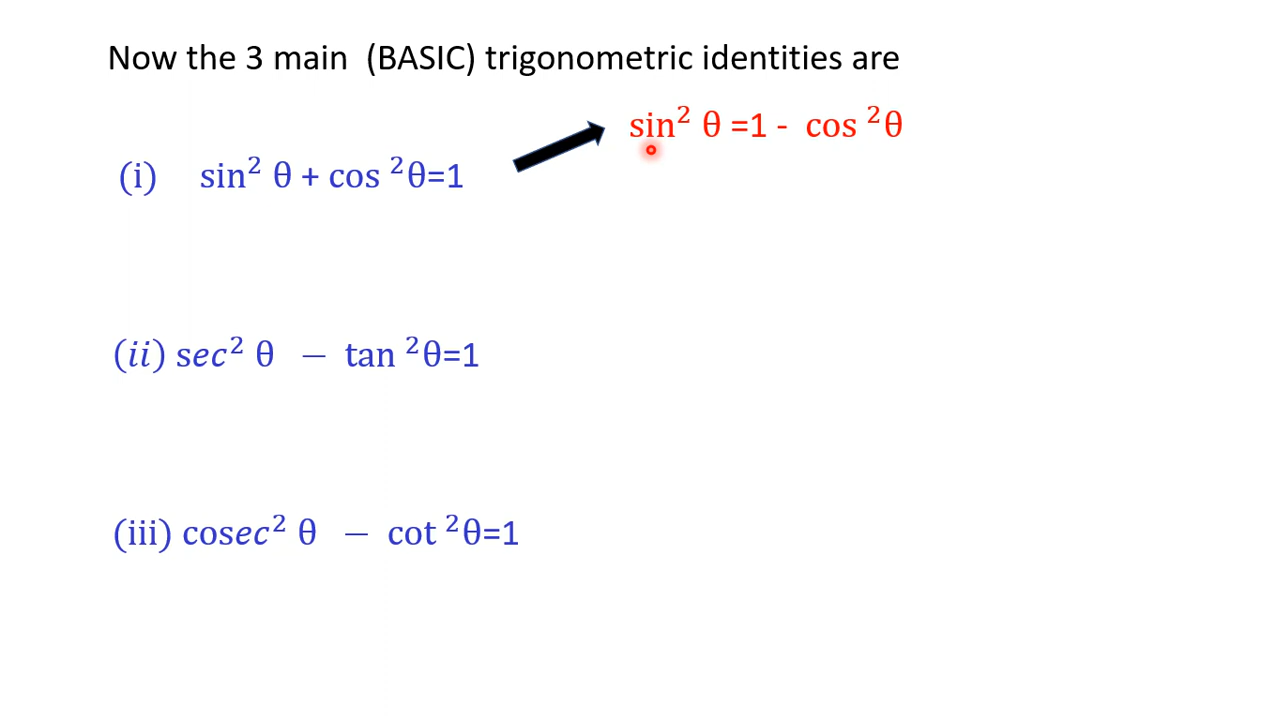 Now the 3 main (BASIC) trigonometric identities are
sin² θ =1 - cos ²θ
(i) sin² θ + cos ²θ=1
(ii) sec² θ − tan ²θ=1
(iii) cosec² θ − cot ²θ=1